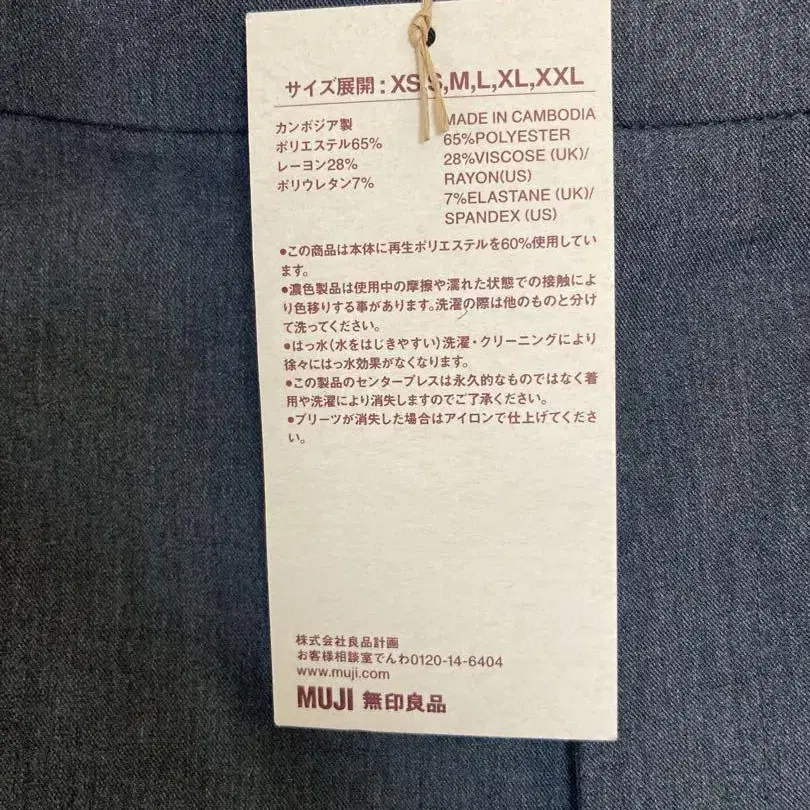 サイズ展開:XS,S,M,L,XL,XXL
カンボジア製
ポリエステル65%
レーヨン28%
ポリウレタン7%
MADE IN CAMBODIA
65%POLYESTER
28%VISCOSE (UK)/
RAYON(US)
7%ELASTANE (UK)/
SPANDEX (US)
●この商品は本体に再生ポリエステルを60%使用してい
ます。
●濃色製品は使用中の摩擦や濡れた状態での接触によ
り色移りする事があります。洗濯の際は他のものと分け
て洗ってください。
●はっ水(水をはじきやすい)洗濯・クリーニングにより
徐々にはっ水効果がなくなります。
●この製品のセンタープレスは永久的なものではなく着
用や洗濯により消失しますのでご了承ください。
●プリーツが消失した場合はアイロンで仕上げてくださ
い。
株式会社良品計画
お客様相談室でんわ0120-14-6404
www.muji.com
MUJI 無印良品